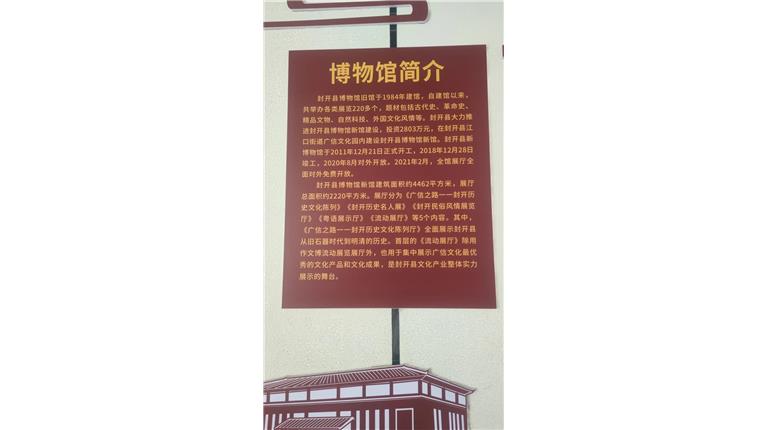 博物馆简介
封开县博物馆旧馆于1984年建馆，自建馆以来，
共举办各类展览220多个，题材包括古代史、革命史、
精品文物、自然科技、外国文化风情等。封开县大力推
进封开县博物馆新馆建设，投资2803万元，在封开县江
口街道广信文化园内建设封开县博物馆新馆。封开县新
博物馆于2011年12月21日正式开工，2018年12月28日
竣工，2020年8月对外开放。2021年2月，全馆展厅全
面对外免费开放。
封开县博物馆新馆建筑面积约4462平方米，展厅
总面积约2220平方米。展厅分为《广信之路一一封开历
史文化陈列》《封开历史名人展》《封开民俗风情展览
厅》《粤语展示厅》《流动展厅》等5个内容。其中，
《广信之路一一封开历史文化陈列厅》全面展示封开县
从旧石器时代到明清的历史。首层的《流动展厅》除用
作文博流动展览展厅外，也用于集中展示广信文化最优
秀的文化产品和文化成果，是封开县文化产业整体实力
展示的舞台。